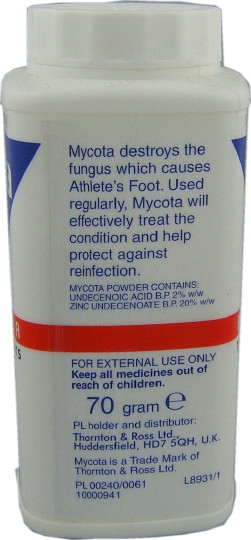 Mycota destroys the
fungus which causes
Athlete's Foot. Used
regularly, Mycota will
effectively treat the
condition and help
protect against
reinfection.
MYCOTA POWDER CONTAINS:
UNDECENOIC ACID B.P. 2% w/w
ZINC UNDECENOATE B.P. 20% w/w
FOR EXTERNAL USE ONLY
Keep all medicines out of
reach of children.
70 gram ℮
PL holder and distributor:
Thornton & Ross Ltd.,
Huddersfield, HD7 5QH, U.K.
Mycota is a Trade Mark of
Thornton & Ross Ltd.
PL 00240/0061
10000941
L8931/1